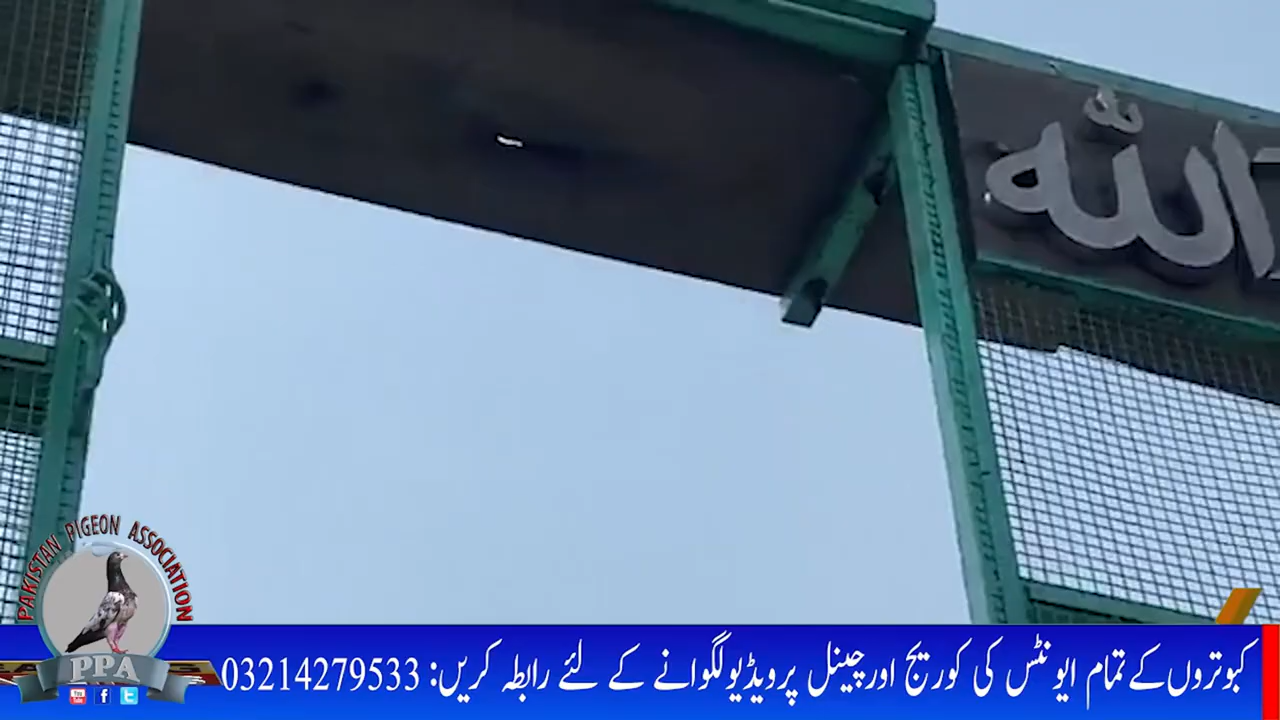 الله
PAKISTAN PIGEON ASSOCIATION
PPA
کبوتروں کے تمام ایونٹس کی کوریج اور چینل پر ویڈیو لگوانے کے لئے رابطہ کریں: 03214279533